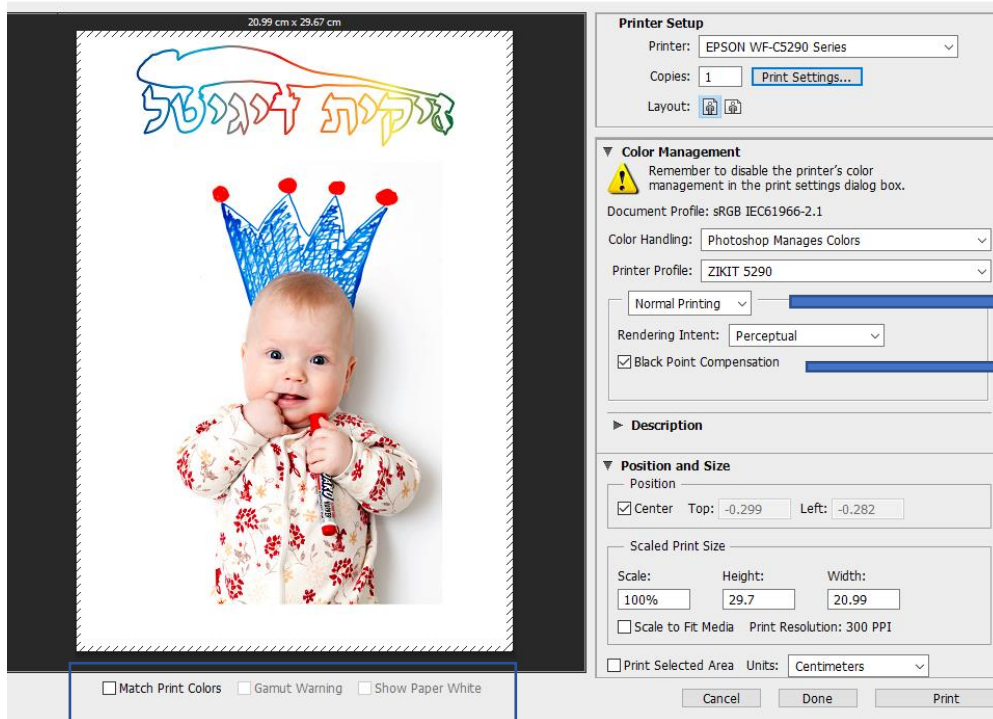 20.99 cm x 29.67 cm
זיקית דיגיטל
Printer Setup
Printer: EPSON WF-C5290 Series
Copies: 1 Print Settings...
Layout:
Color Management
Remember to disable the printer's color
management in the print settings dialog box.
Document Profile: sRGB IEC61966-2.1
Color Handling: Photoshop Manages Colors
Printer Profile: ZIKIT 5290
Normal Printing
Rendering Intent: Perceptual
Black Point Compensation
Description
Position and Size
Position
Center Top: -0.299 Left: -0.282
Scaled Print Size
Scale: Height: Width:
100% 29.7 20.99
Scale to Fit Media Print Resolution: 300 PPI
Print Selected Area Units: Centimeters
Match Print Colors Gamut Warning Show Paper White
Cancel Done Print